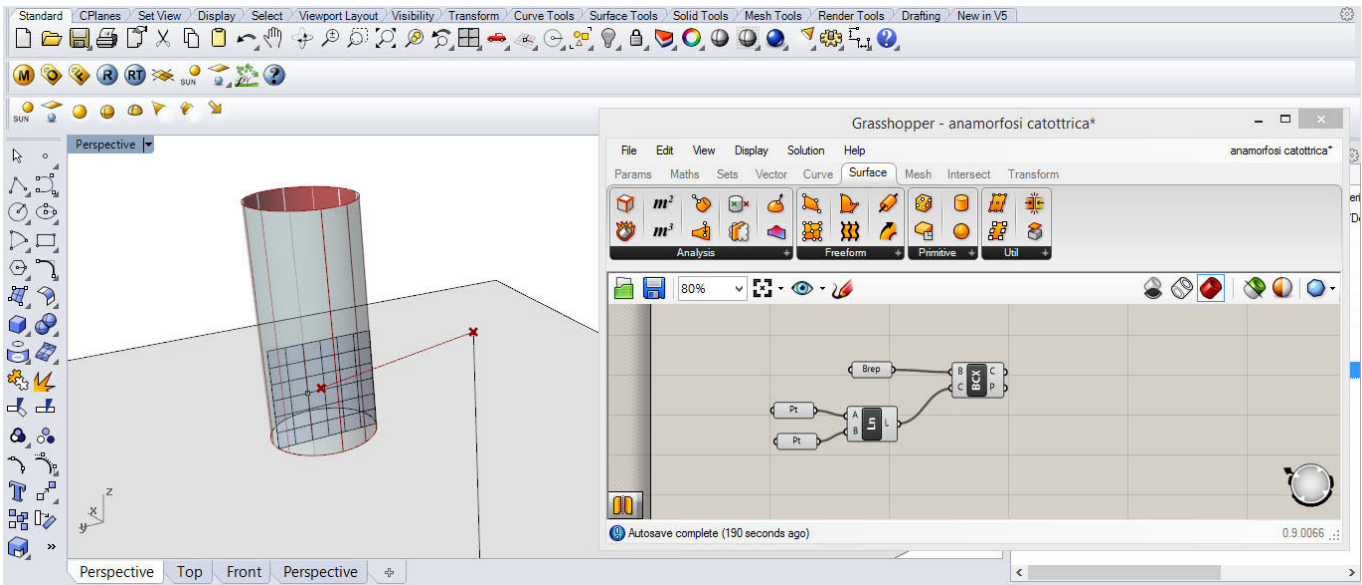 Standard CPlanes Set View Display Select Viewport Layout Visibility Transform Curve Tools Surface Tools Solid Tools Mesh Tools Render Tools Drafting New in V5
M O F R RT SUN
SUN
Perspective
Grasshopper - anamorfosi catottrica*
File Edit View Display Solution Help anamorfosi catottrica*
Params Maths Sets Vector Curve Surface Mesh Intersect Transform
m²
m³
Analysis Freeform Primitive Util
80%
Brep B C BCX C P
Pt A B L
Pt
z
x
y
Autosave complete (190 seconds ago) 0.9.0066
Perspective Top Front Perspective